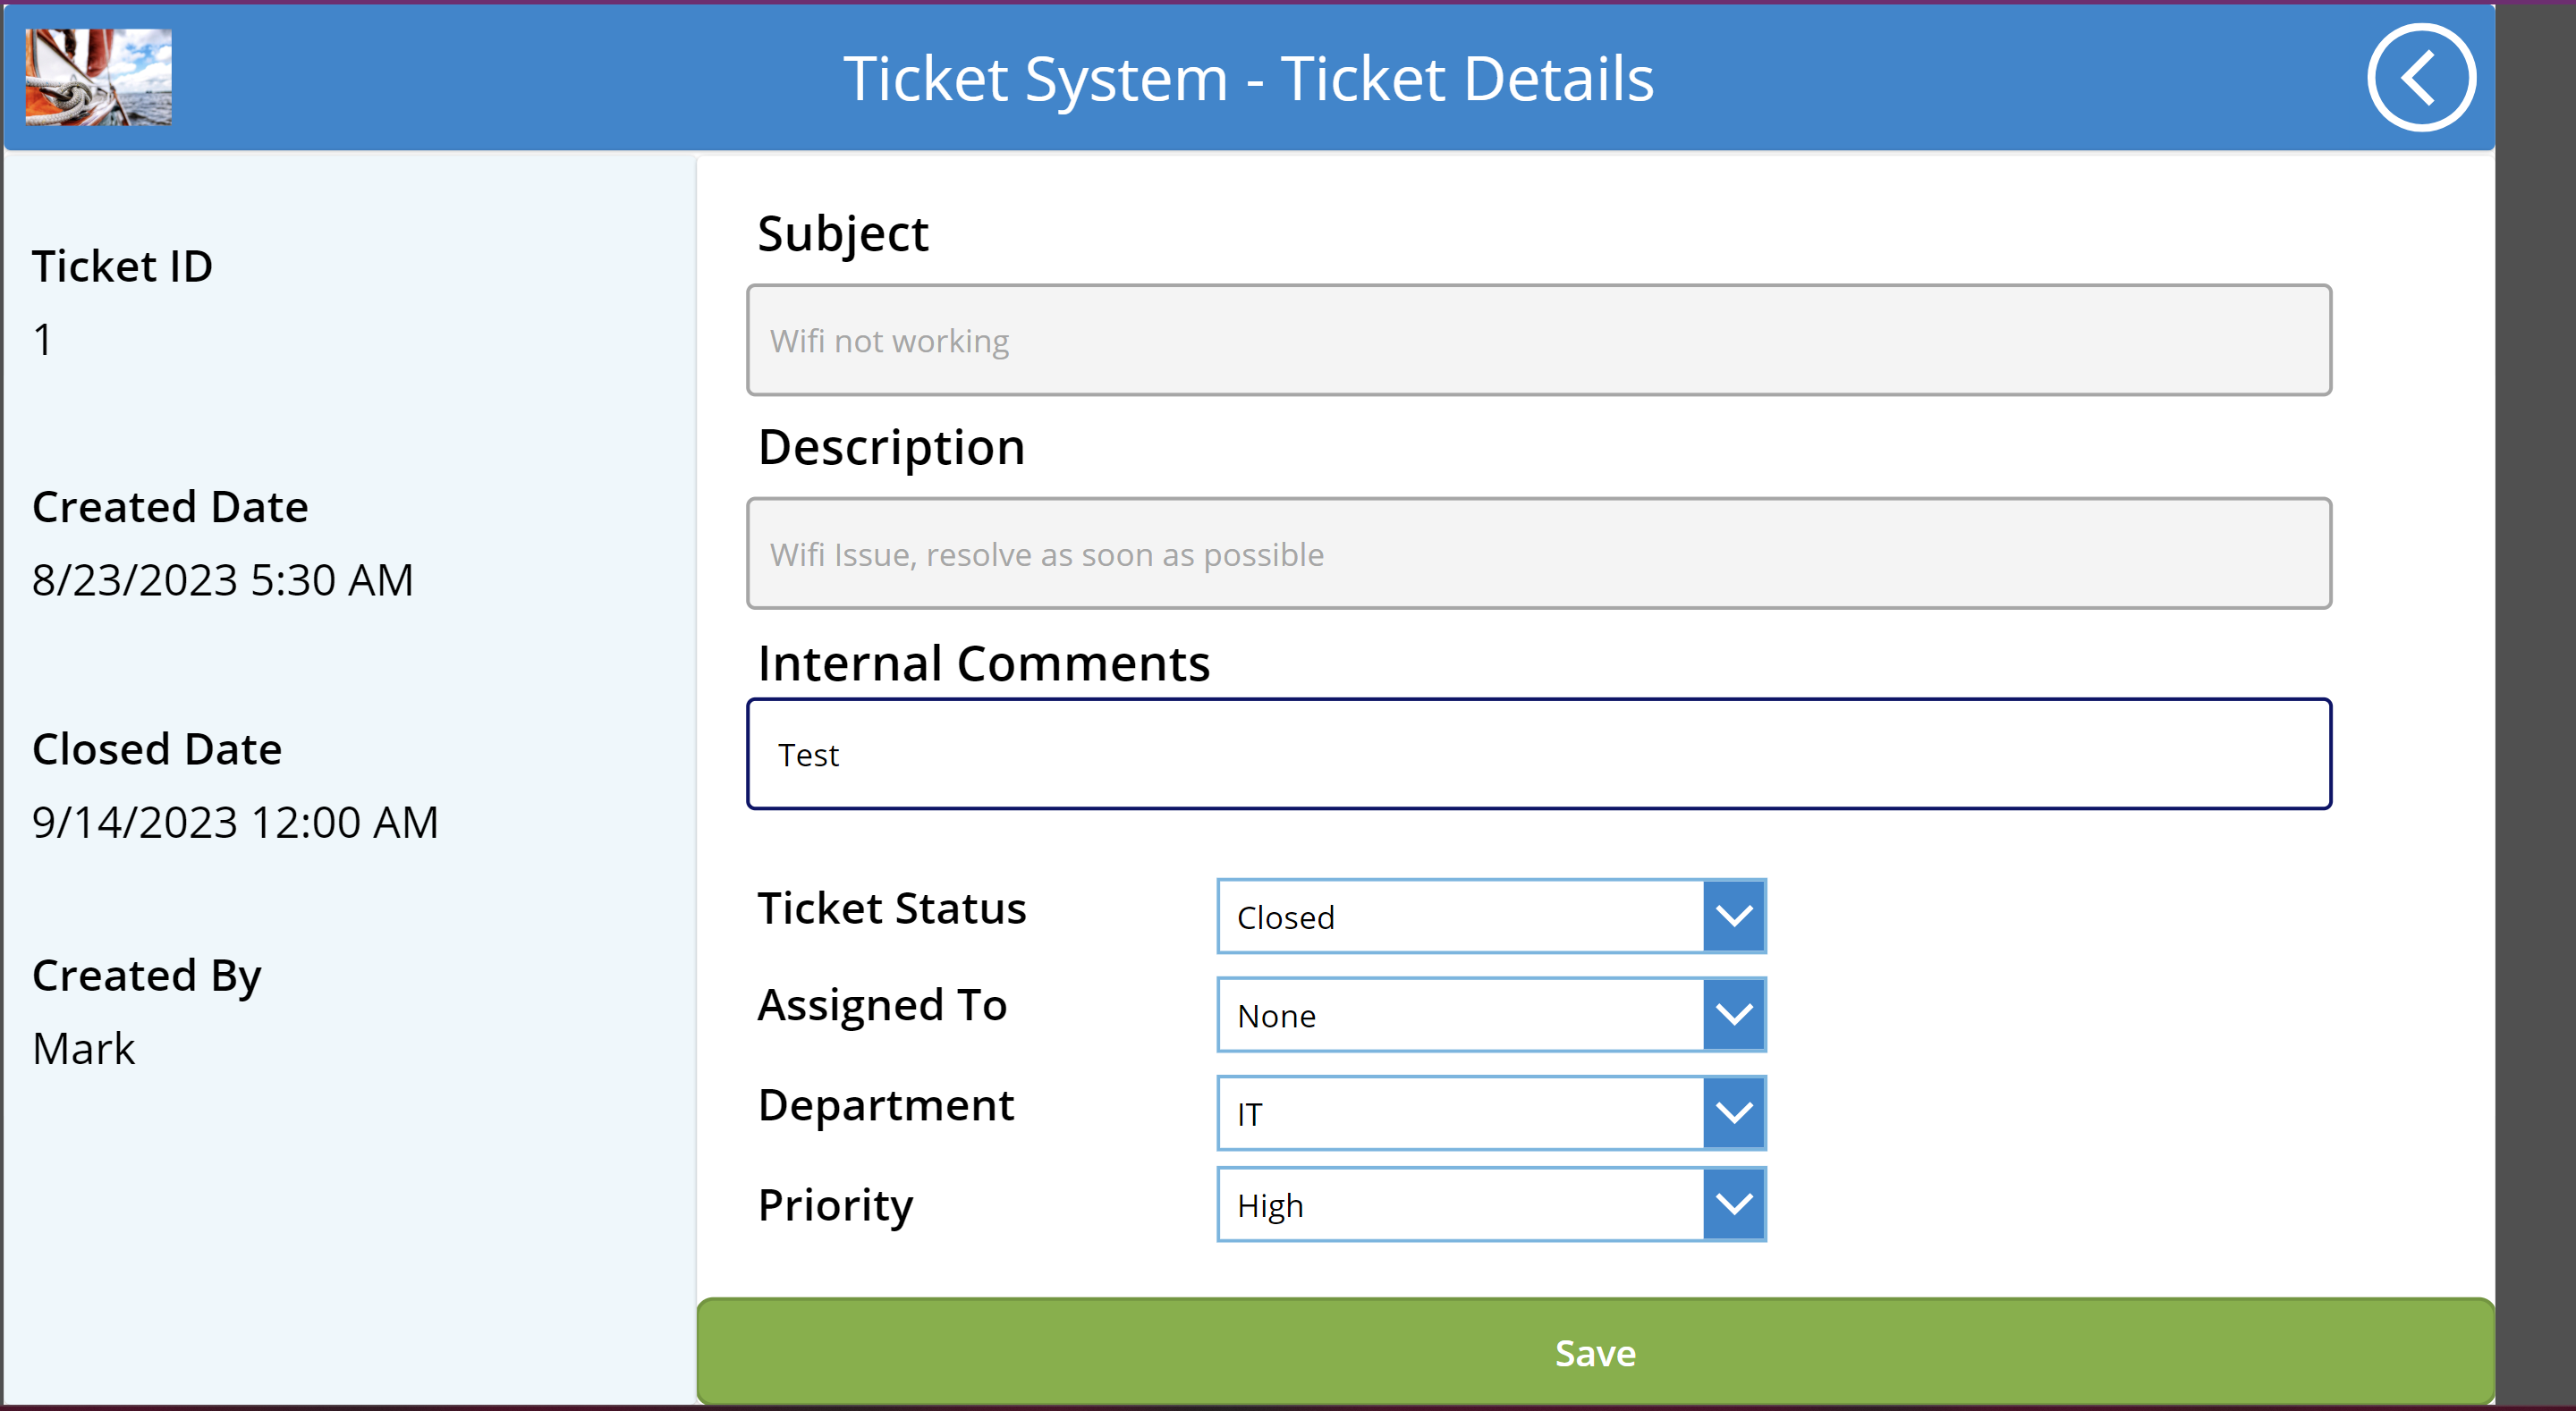 Ticket System - Ticket Details
Ticket ID
1
Created Date
8/23/2023 5:30 AM
Closed Date
9/14/2023 12:00 AM
Created By
Mark
Subject
Wifi not working
Description
Wifi Issue, resolve as soon as possible
Internal Comments
Test
Ticket Status
Closed
Assigned To
None
Department
IT
Priority
High
Save